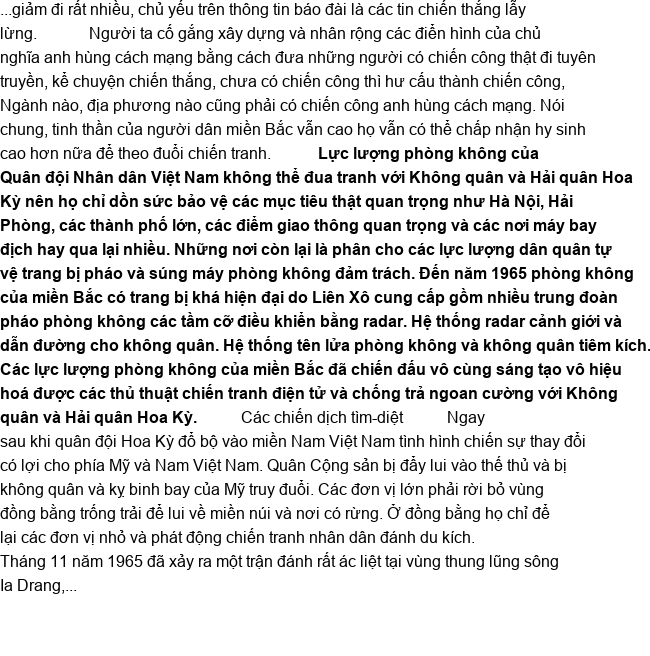 ...giảm đi rất nhiều, chủ yếu trên thông tin báo đài là các tin chiến thắng lẫy
lừng. Người ta cố gắng xây dựng và nhân rộng các điển hình của chủ
nghĩa anh hùng cách mạng bằng cách đưa những người có chiến công thật đi tuyên
truyền, kể chuyện chiến thắng, chưa có chiến công thì hư cấu thành chiến công,
Ngành nào, địa phương nào cũng phải có chiến công anh hùng cách mạng. Nói
chung, tinh thần của người dân miền Bắc vẫn cao họ vẫn có thể chấp nhận hy sinh
cao hơn nữa để theo đuổi chiến tranh. Lực lượng phòng không của
Quân đội Nhân dân Việt Nam không thể đua tranh với Không quân và Hải quân Hoa
Kỳ nên họ chỉ dồn sức bảo vệ các mục tiêu thật quan trọng như Hà Nội, Hải
Phòng, các thành phố lớn, các điểm giao thông quan trọng và các nơi máy bay
địch hay qua lại nhiều. Những nơi còn lại là phân cho các lực lượng dân quân tự
vệ trang bị pháo và súng máy phòng không đảm trách. Đến năm 1965 phòng không
của miền Bắc có trang bị khá hiện đại do Liên Xô cung cấp gồm nhiều trung đoàn
pháo phòng không các tầm cỡ điều khiển bằng radar. Hệ thống radar cảnh giới và
dẫn đường cho không quân. Hệ thống tên lửa phòng không và không quân tiêm kích.
Các lực lượng phòng không của miền Bắc đã chiến đấu vô cùng sáng tạo vô hiệu
hoá được các thủ thuật chiến tranh điện tử và chống trả ngoan cường với Không
quân và Hải quân Hoa Kỳ. Các chiến dịch tìm-diệt Ngay
sau khi quân đội Hoa Kỳ đổ bộ vào miền Nam Việt Nam tình hình chiến sự thay đổi
có lợi cho phía Mỹ và Nam Việt Nam. Quân Cộng sản bị đẩy lui vào thế thủ và bị
không quân và kỵ binh bay của Mỹ truy đuổi. Các đơn vị lớn phải rời bỏ vùng
đồng bằng trống trải để lui về miền núi và nơi có rừng. Ở đồng bằng họ chỉ để
lại các đơn vị nhỏ và phát động chiến tranh nhân dân đánh du kích.
Tháng 11 năm 1965 đã xảy ra một trận đánh rất ác liệt tại vùng thung lũng sông
Ia Drang,...